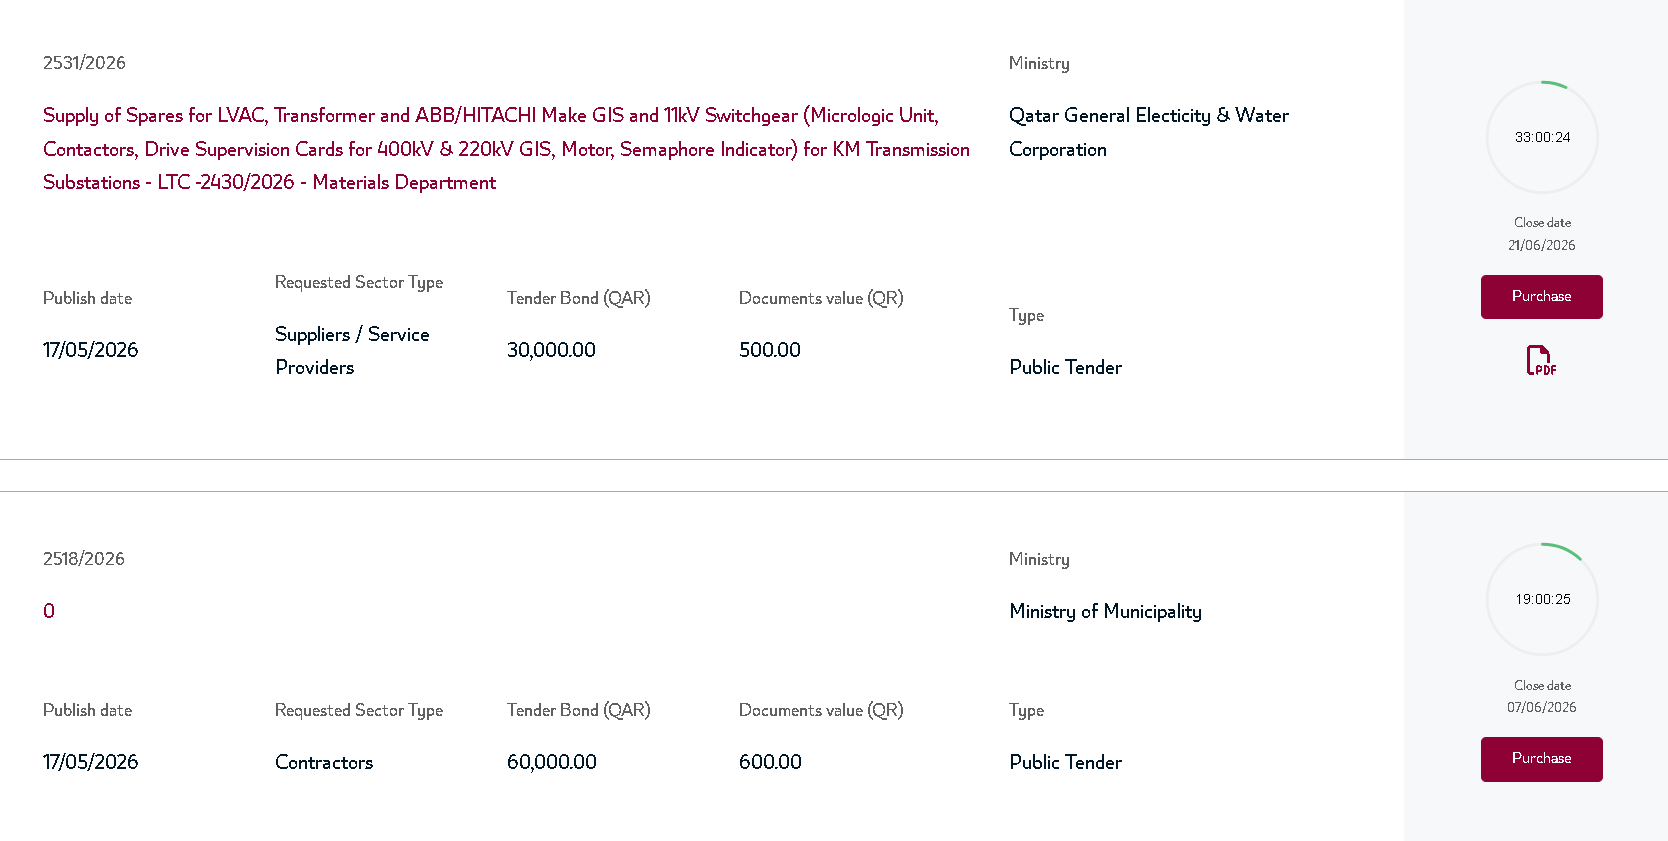 2531/2026
Supply of Spares for LVAC, Transformer and ABB/HITACHI Make GIS and 11kV Switchgear (Micrologic Unit,
Contactors, Drive Supervision Cards for 400kV & 220kV GIS, Motor, Semaphore Indicator) for KM Transmission
Substations - LTC -2430/2026 - Materials Department
Ministry
Qatar General Electicity & Water
Corporation
Publish date
17/05/2026
Requested Sector Type
Suppliers / Service
Providers
Tender Bond (QAR)
30,000.00
Documents value (QR)
500.00
Type
Public Tender
33:00:24
Close date
21/06/2026
Purchase
PDF
2518/2026
0
Ministry
Ministry of Municipality
Publish date
17/05/2026
Requested Sector Type
Contractors
Tender Bond (QAR)
60,000.00
Documents value (QR)
600.00
Type
Public Tender
19:00:25
Close date
07/06/2026
Purchase